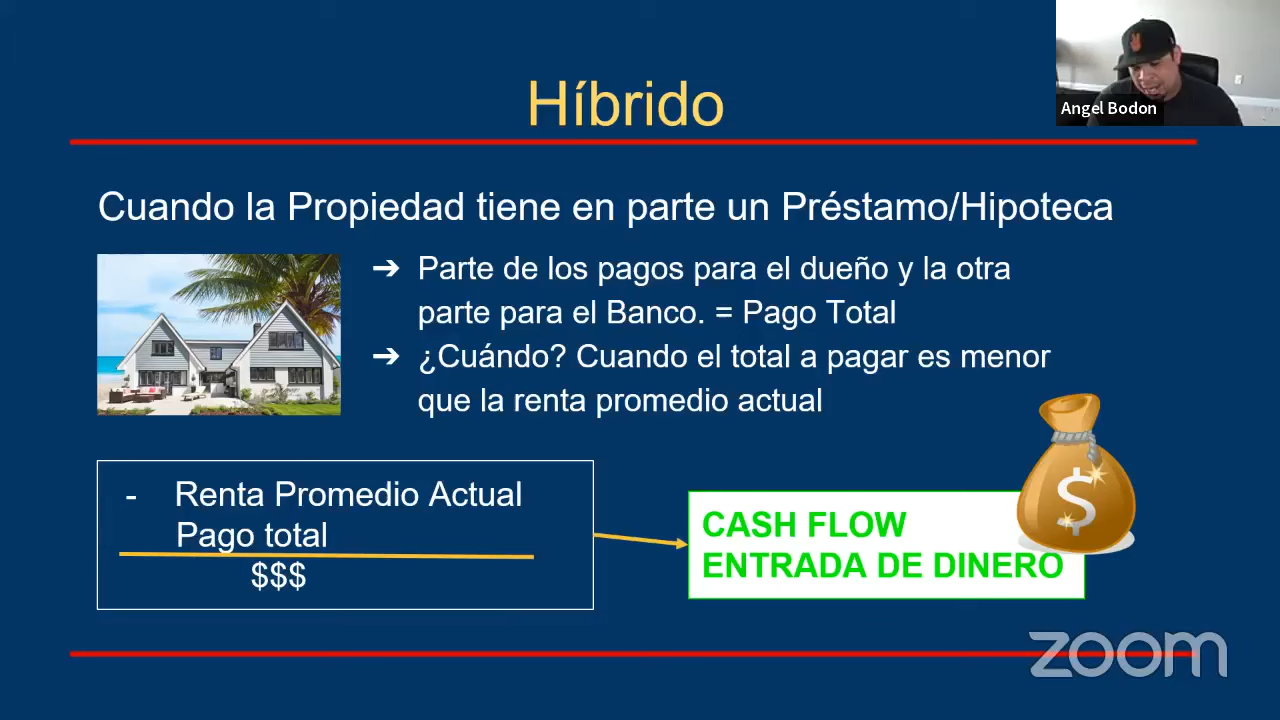 Híbrido
Angel Bodon
Cuando la Propiedad tiene en parte un Préstamo/Hipoteca
➔ Parte de los pagos para el dueño y la otra
parte para el Banco. = Pago Total
➔ ¿Cuándo? Cuando el total a pagar es menor
que la renta promedio actual
- Renta Promedio Actual
Pago total
$$$
CASH FLOW
ENTRADA DE DINERO
$
zoom